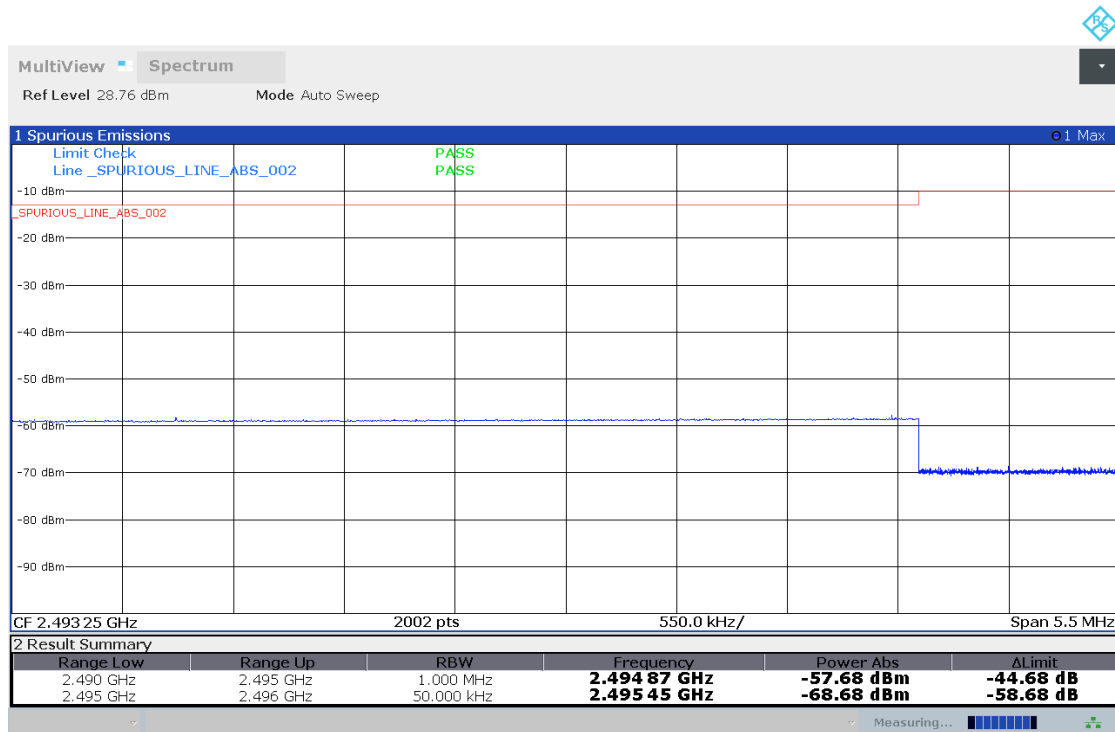 R&S
MultiView Spectrum
Ref Level 28.76 dBm Mode Auto Sweep
1 Spurious Emissions 1 Max
Limit Check PASS
Line _SPURIOUS_LINE_ABS_002 PASS
-10 dBm
_SPURIOUS_LINE_ABS_002
-20 dBm
-30 dBm
-40 dBm
-50 dBm
-60 dBm
-70 dBm
-80 dBm
-90 dBm
CF 2.493 25 GHz 2002 pts 550.0 kHz/ Span 5.5 MHz
2 Result Summary
Range Low Range Up RBW Frequency Power Abs ΔLimit
2.490 GHz 2.495 GHz 1.000 MHz 2.494 87 GHz -57.68 dBm -44.68 dB
2.495 GHz 2.496 GHz 50.000 kHz 2.495 45 GHz -68.68 dBm -58.68 dB
Measuring...